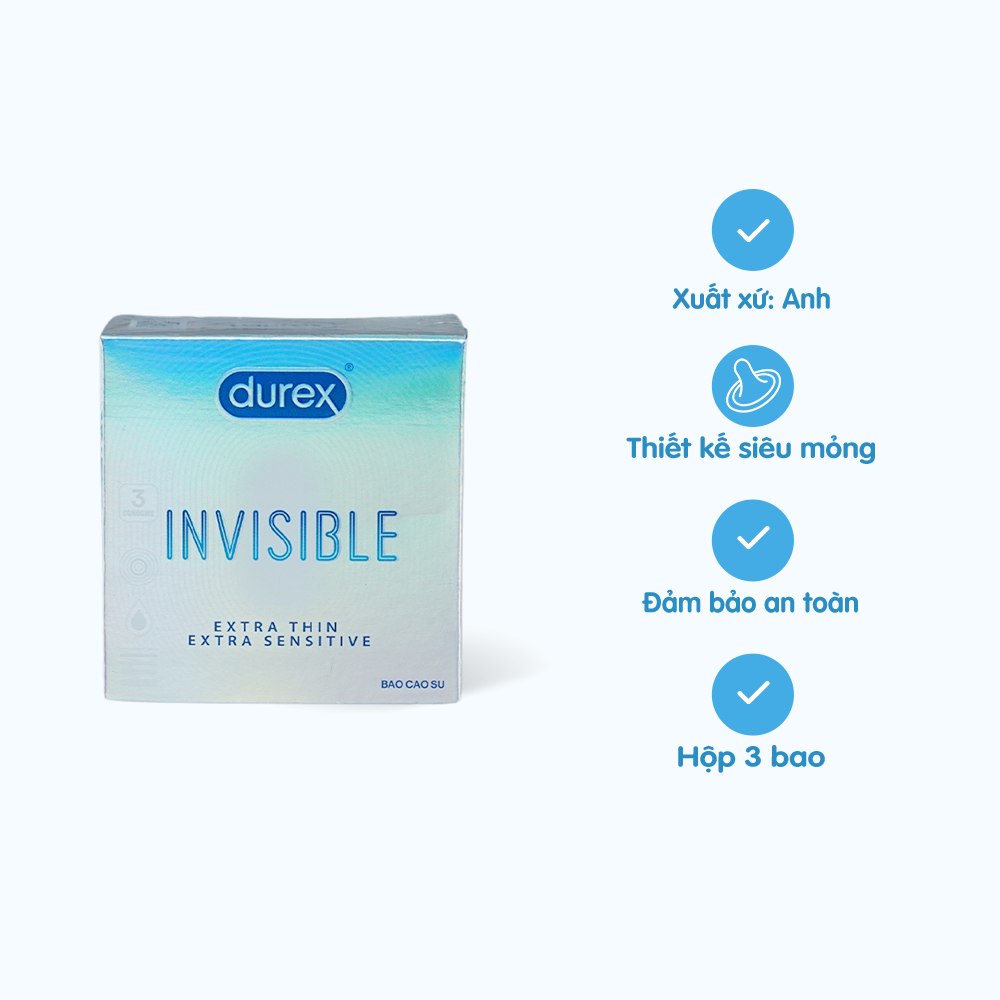 durex
®
INVISIBLE
3
EXTRA THIN
EXTRA SENSITIVE
BAO CAO SU
Xuất xứ: Anh
Thiết kế siêu mỏng
Đảm bảo an toàn
Hộp 3 bao